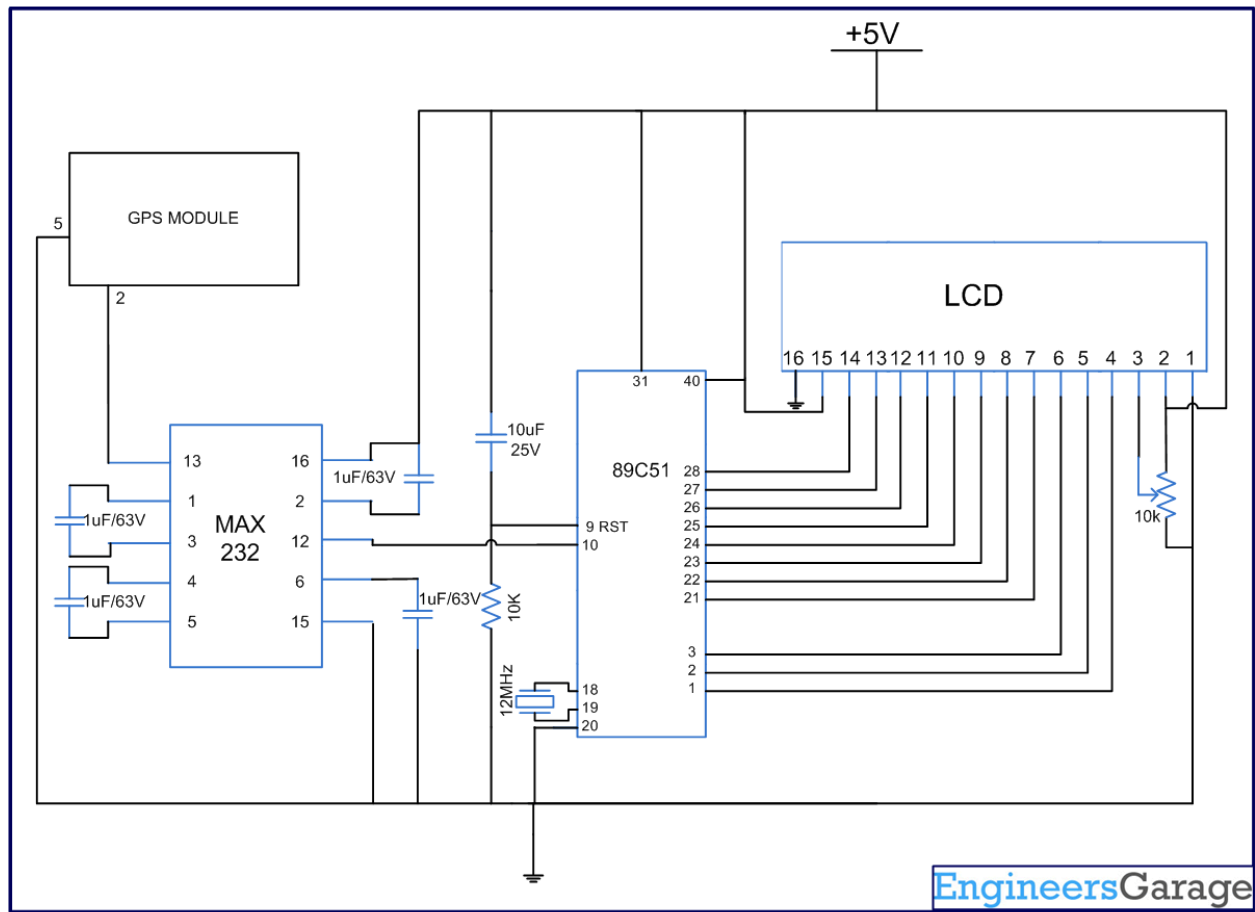 +5V
GPS MODULE
5
2
LCD
16 15 14 13 12 11 10 9 8 7 6 5 4 3 2 1
31
40
10uF
25V
89C51
28
27
26
25
24
23
22
21
3
2
1
9 RST
10
18
19
20
10k
13
1
3
4
5
MAX
232
16
2
12
6
15
1uF/63V
1uF/63V
1uF/63V
1uF/63V
10K
12MHz
EngineersGarage